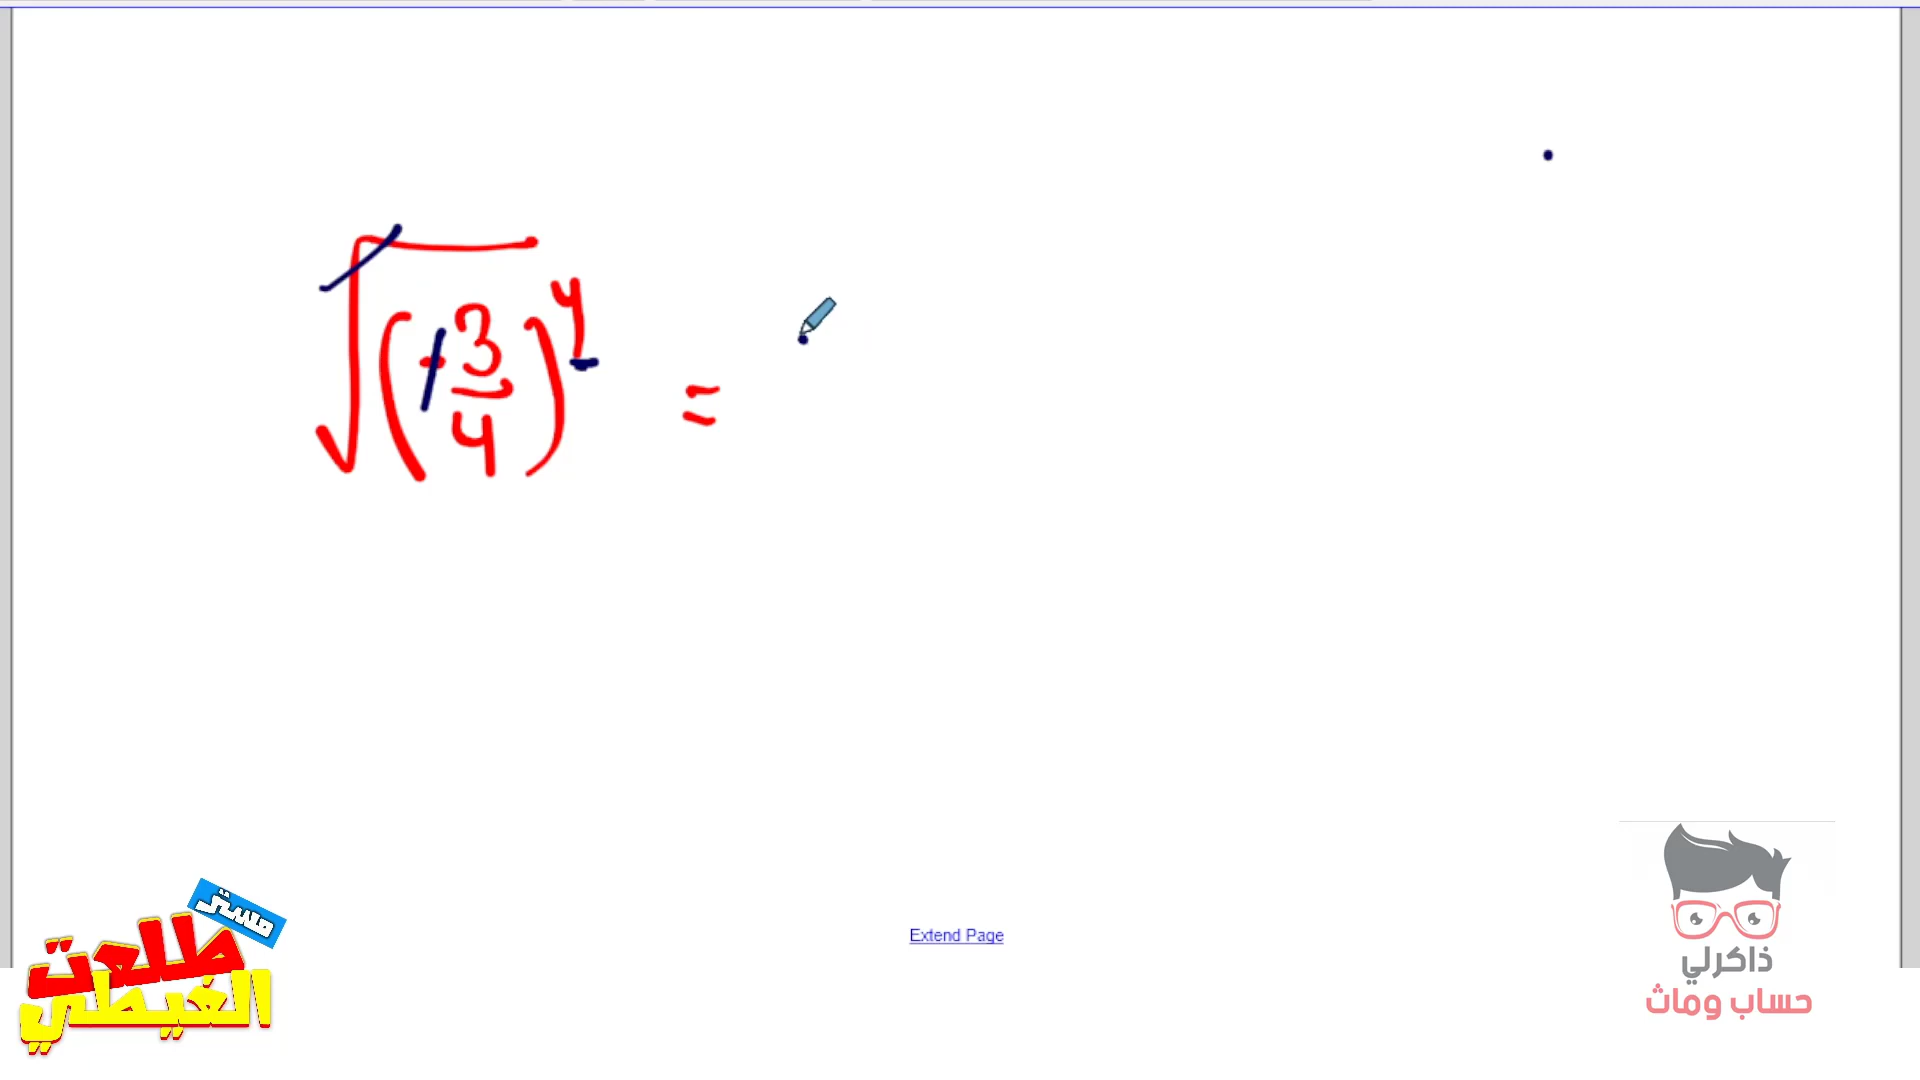 √(-3/4)⁴ =
Extend Page
مستر
طلعت
الغيطي
ذاكرلي
حساب وماث